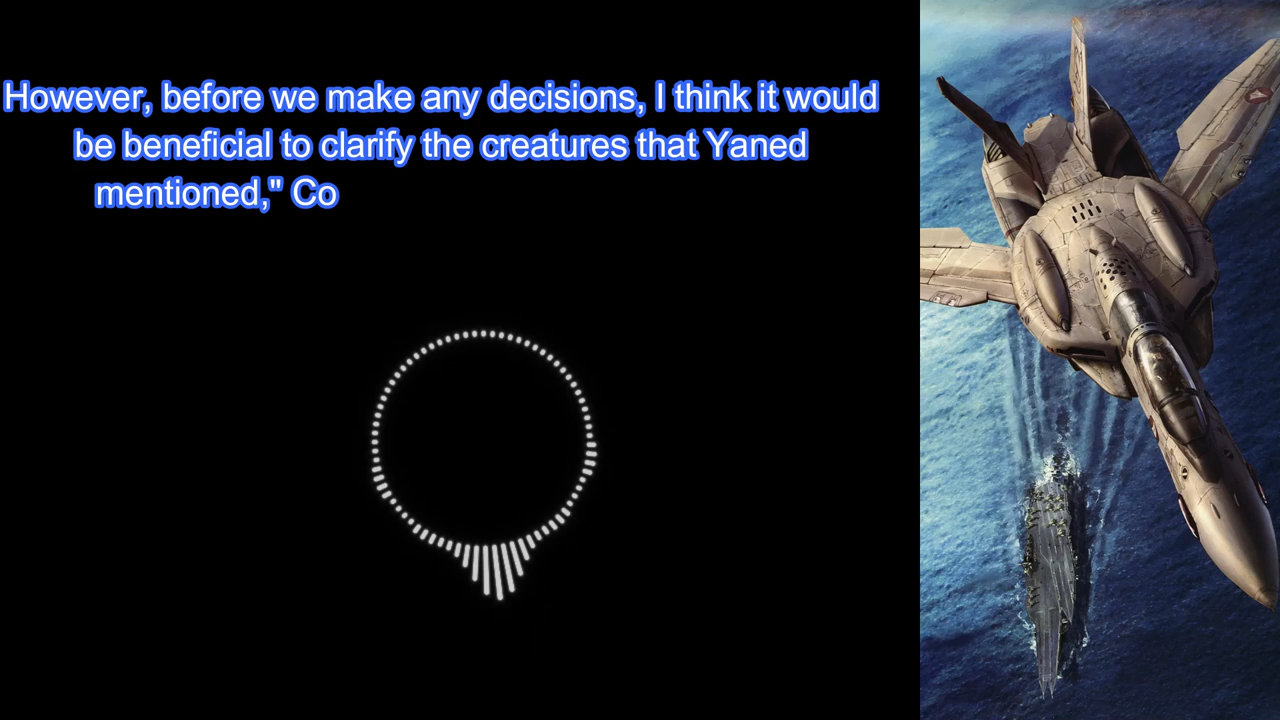 However, before we make any decisions, I think it would
be beneficial to clarify the creatures that Yaned
mentioned," Co